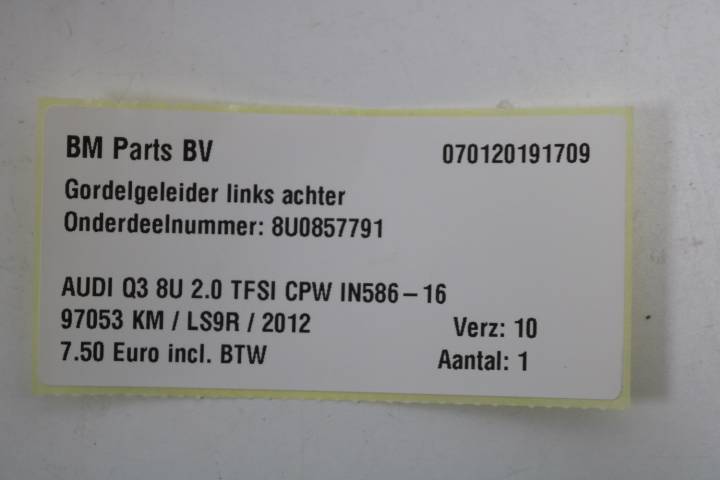 BM Parts BV 070120191709
Gordelgeleider links achter
Onderdeelnummer: 8U0857791
AUDI Q3 8U 2.0 TFSI CPW IN586-16
97053 KM / LS9R / 2012 Verz: 10
7.50 Euro incl. BTW Aantal: 1